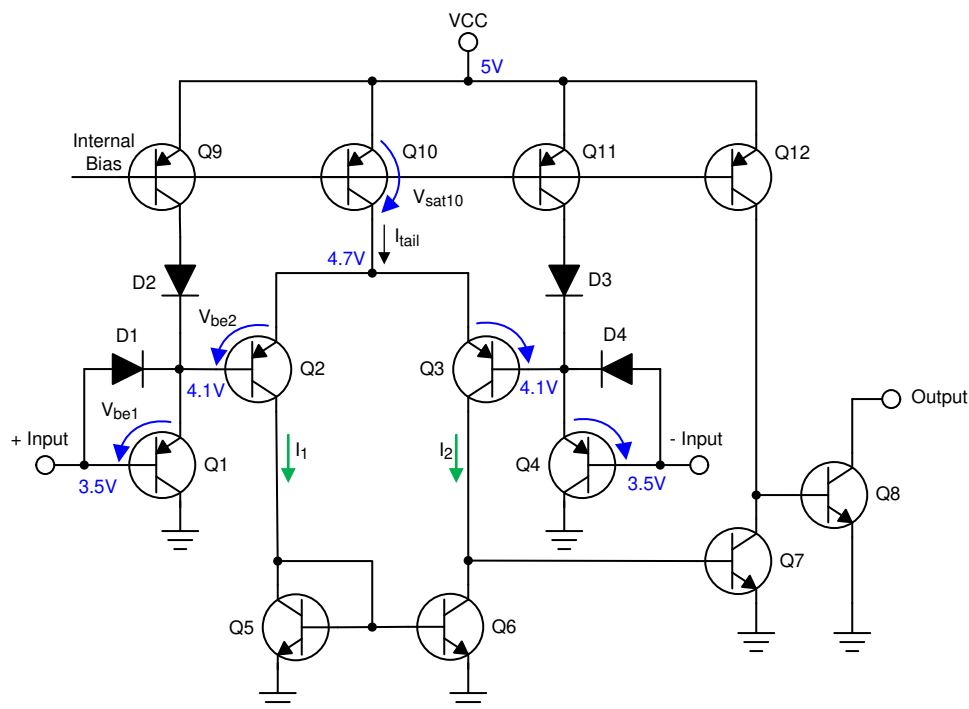 VCC
5V
Internal
Bias
Q9
Q10
Q11
Q12
Vsat10
Itail
4.7V
D2
D3
Vbe2
D1
D4
Q2
Q3
4.1V
4.1V
Vbe1
Output
+ Input
- Input
I1
I2
Q1
Q4
3.5V
3.5V
Q8
Q7
Q5
Q6